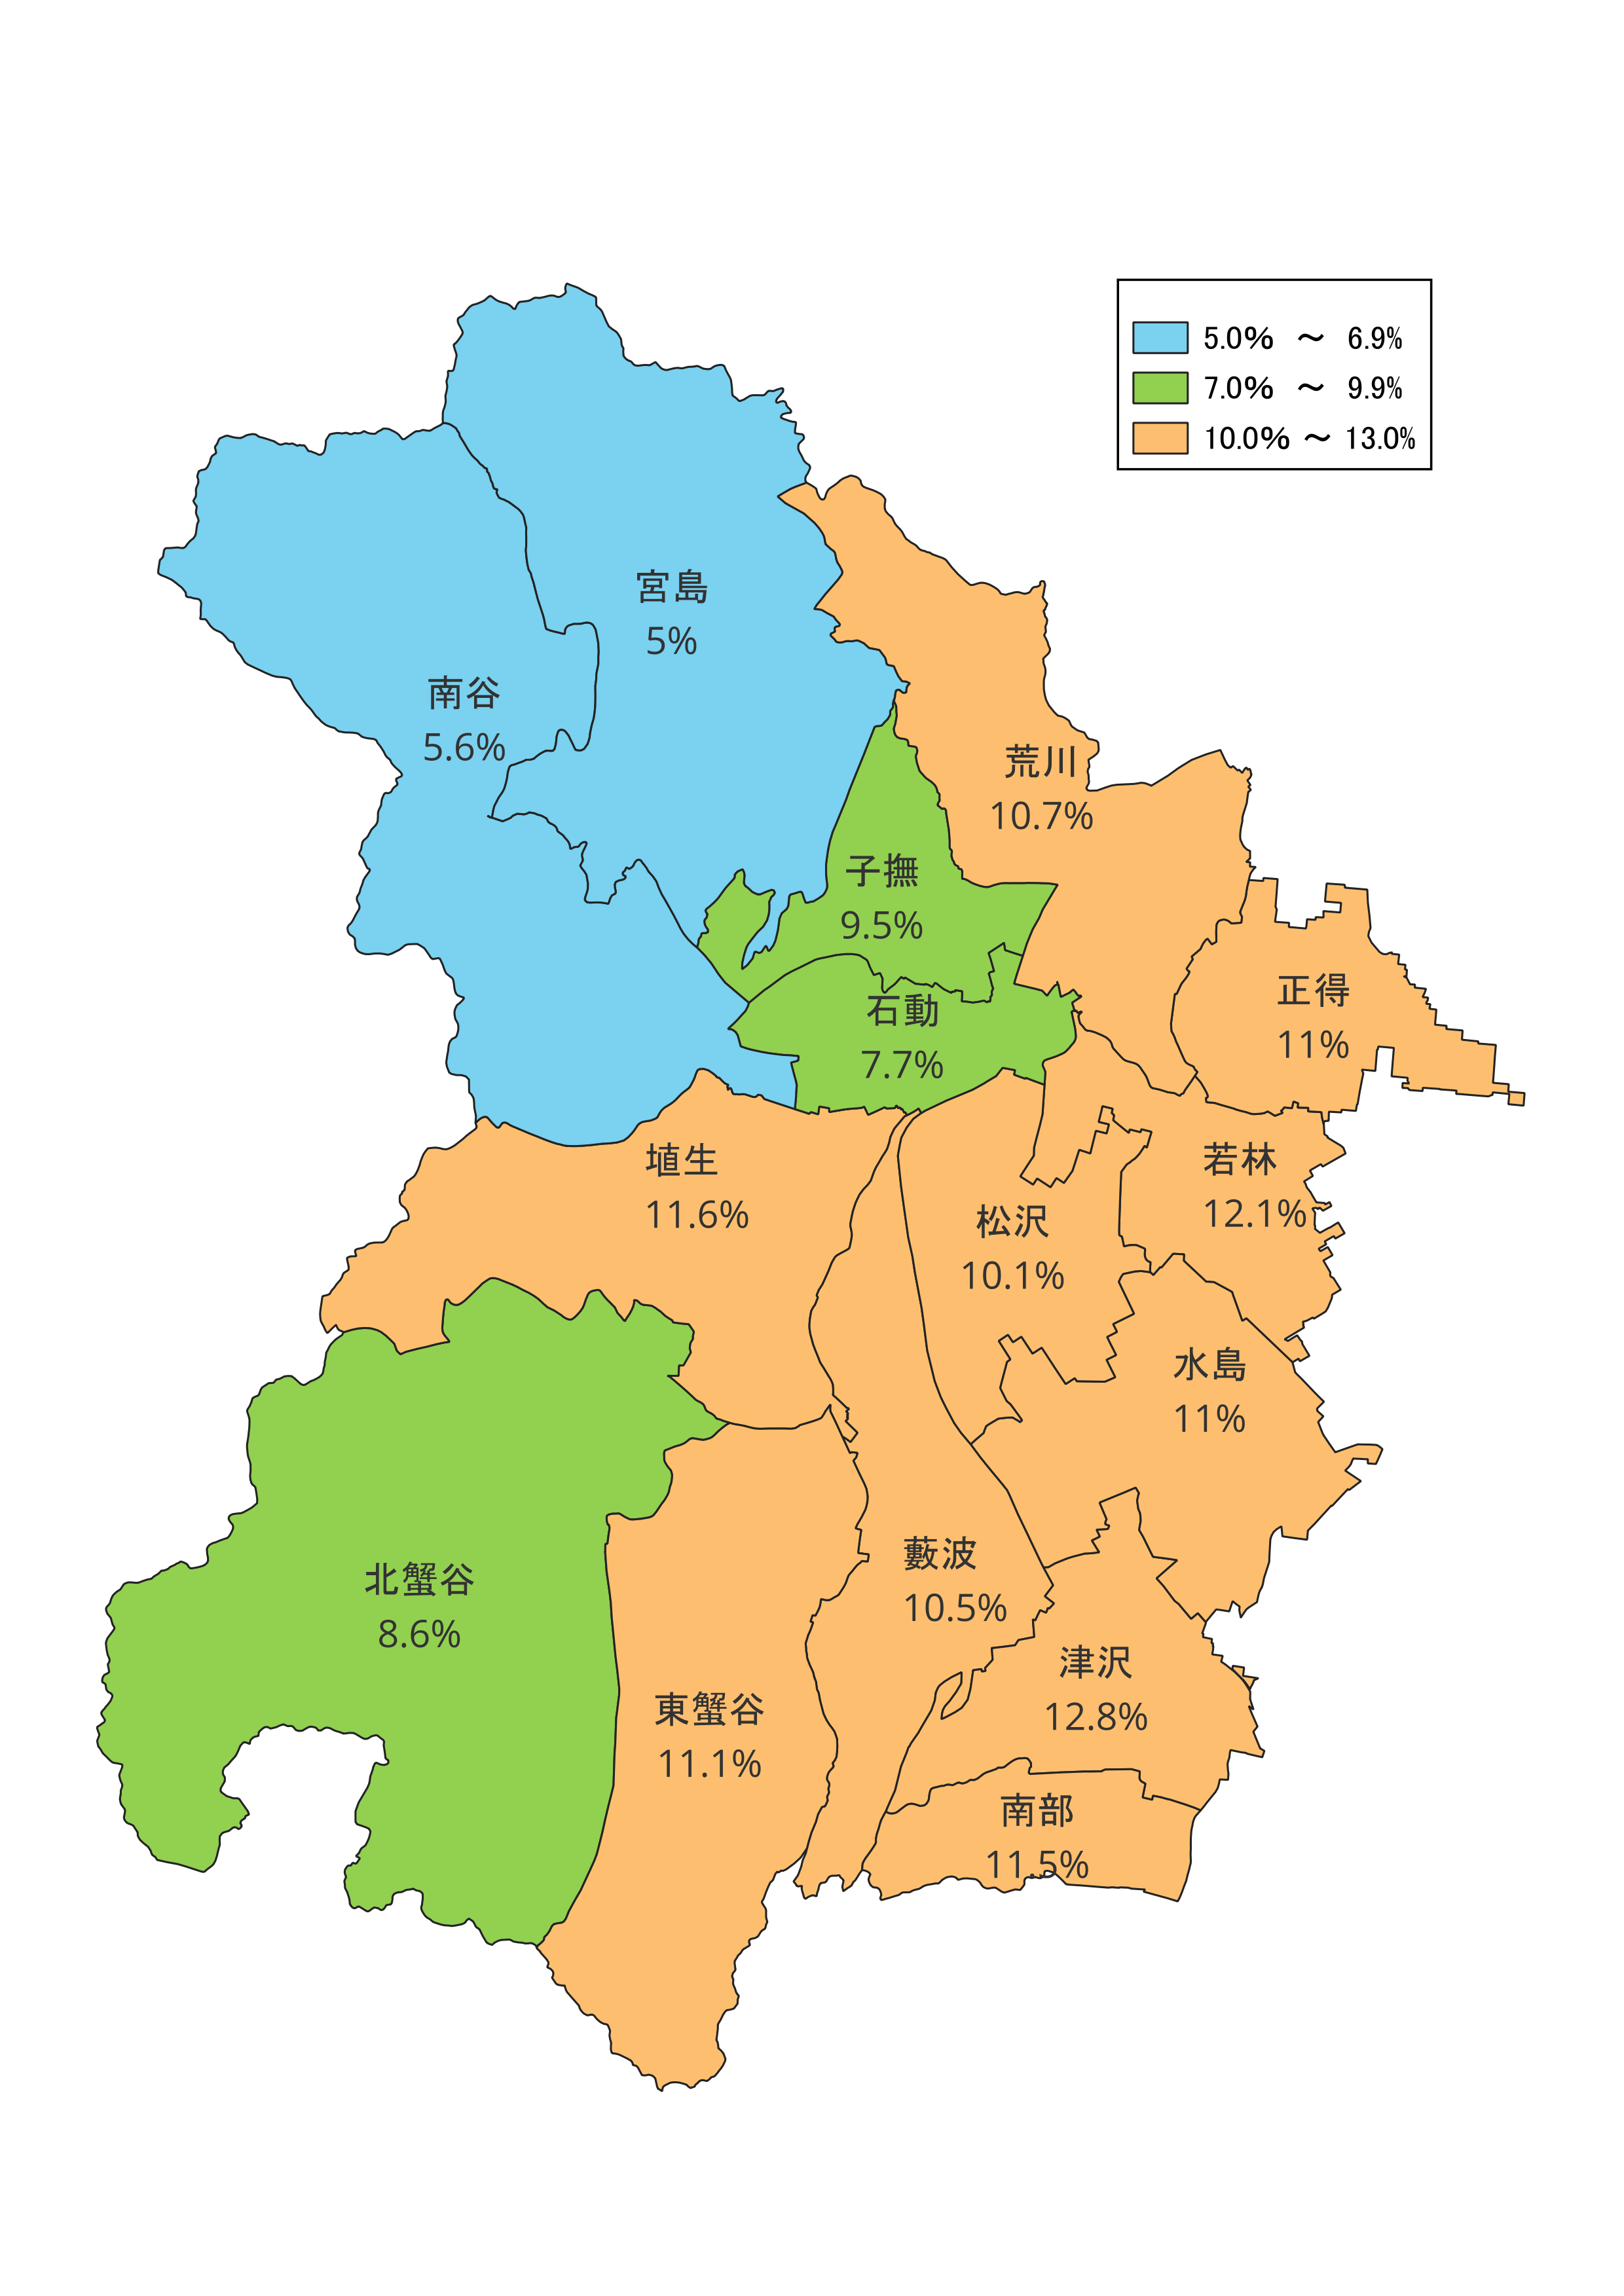 5.0% ～ 6.9%
7.0% ～ 9.9%
10.0% ～ 13.0%
宮島
5%
南谷
5.6%
荒川
10.7%
子撫
9.5%
正得
11%
石動
7.7%
埴生
11.6%
若林
12.1%
松沢
10.1%
水島
11%
藪波
10.5%
北蟹谷
8.6%
津沢
12.8%
東蟹谷
11.1%
南部
11.5%